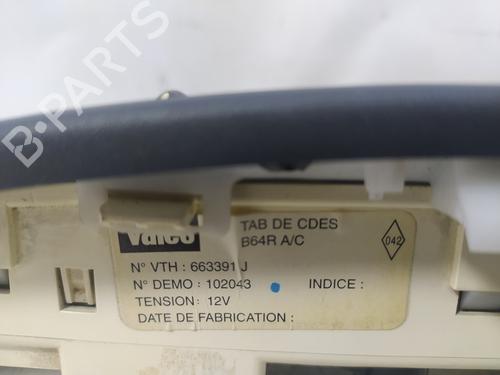 B-PARTS
Valeo
TAB DE CDES
B64R A/C
042
N° VTH : 663391 J
N° DEMO : 102043 INDICE :
TENSION : 12V
DATE DE FABRICATION :